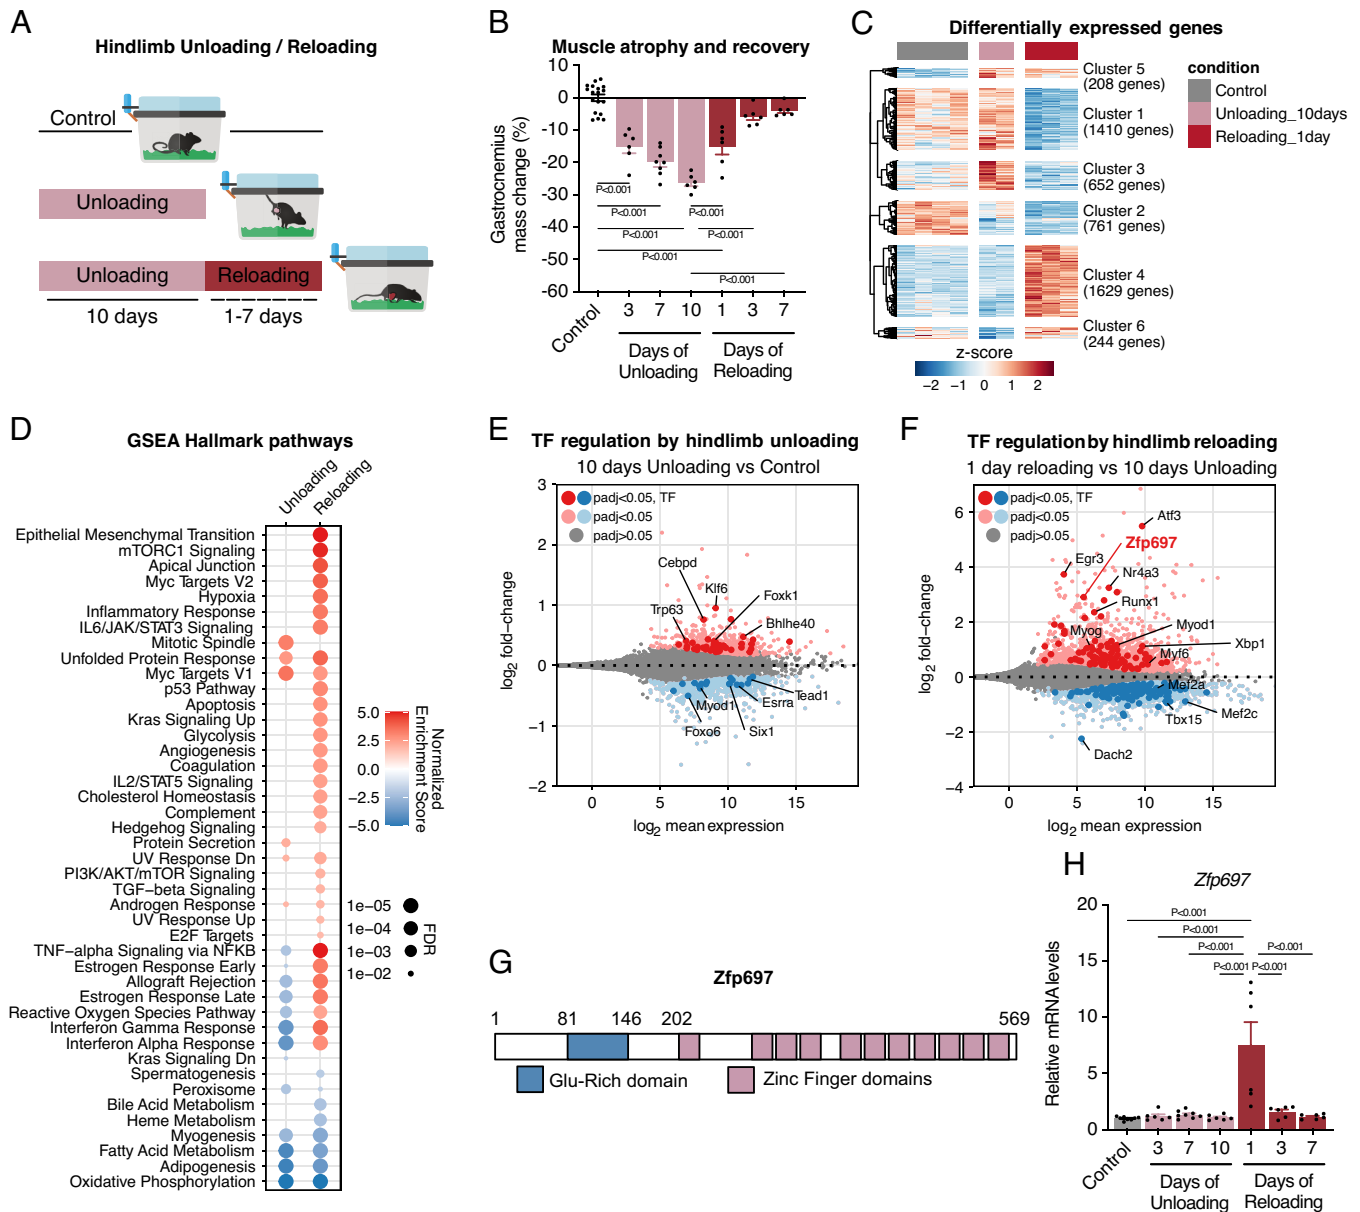 A
Hindlimb Unloading / Reloading
Control
Unloading
Unloading
Reloading
10 days
1-7 days
B
Muscle atrophy and recovery
Gastrocnemius
mass change (%)
10
0
-10
-20
-30
-40
-50
-60
P<0.001
P<0.001
P<0.001
P<0.001
P<0.001
P<0.001
P<0.001
Control
3
7
10
1
3
7
Days of
Unloading
Days of
Reloading
C
Differentially expressed genes
Cluster 5
(208 genes)
Cluster 1
(1410 genes)
Cluster 3
(652 genes)
Cluster 2
(761 genes)
Cluster 4
(1629 genes)
Cluster 6
(244 genes)
condition
Control
Unloading_10days
Reloading_1day
z-score
−2 −1 0 1 2
D
GSEA Hallmark pathways
Unloading
Reloading
Epithelial Mesenchymal Transition
mTORC1 Signaling
Apical Junction
Myc Targets V2
Hypoxia
Inflammatory Response
IL6/JAK/STAT3 Signaling
Mitotic Spindle
Unfolded Protein Response
Myc Targets V1
p53 Pathway
Apoptosis
Kras Signaling Up
Glycolysis
Angiogenesis
Coagulation
IL2/STAT5 Signaling
Cholesterol Homeostasis
Complement
Hedgehog Signaling
Protein Secretion
UV Response Dn
PI3K/AKT/mTOR Signaling
TGF−beta Signaling
Androgen Response
UV Response Up
E2F Targets
TNF−alpha Signaling via NFKB
Estrogen Response Early
Allograft Rejection
Estrogen Response Late
Reactive Oxygen Species Pathway
Interferon Gamma Response
Interferon Alpha Response
Kras Signaling Dn
Spermatogenesis
Peroxisome
Bile Acid Metabolism
Heme Metabolism
Myogenesis
Fatty Acid Metabolism
Adipogenesis
Oxidative Phosphorylation
5.0
2.5
0.0
−2.5
−5.0
Normalized
Enrichment Score
1e−05
1e−04
1e−03
1e−02
FDR
E
TF regulation by hindlimb unloading
10 days Unloading vs Control
padj<0.05, TF
padj<0.05
padj>0.05
log2 fold−change
3
2
1
0
−1
−2
Cebpd
Klf6
Trp63
Foxk1
Bhlhe40
Myod1
Tead1
Esrra
Foxo6
Six1
0 5 10 15
log2 mean expression
F
TF regulation by hindlimb reloading
1 day reloading vs 10 days Unloading
padj<0.05, TF
padj<0.05
padj>0.05
log2 fold−change
6
4
2
0
−2
−4
Atf3
Zfp697
Egr3
Nr4a3
Runx1
Myog
Myod1
Xbp1
Myf6
Mef2a
Mef2c
Tbx15
Dach2
0 5 10 15
log2 mean expression
G
Zfp697
1 81 146 202 569
Glu-Rich domain
Zinc Finger domains
H
Zfp697
Relative mRNA levels
20
15
10
5
0
P<0.001
P<0.001
P<0.001
P<0.001
P<0.001
P<0.001
Control
3
7
10
1
3
7
Days of
Unloading
Days of
Reloading